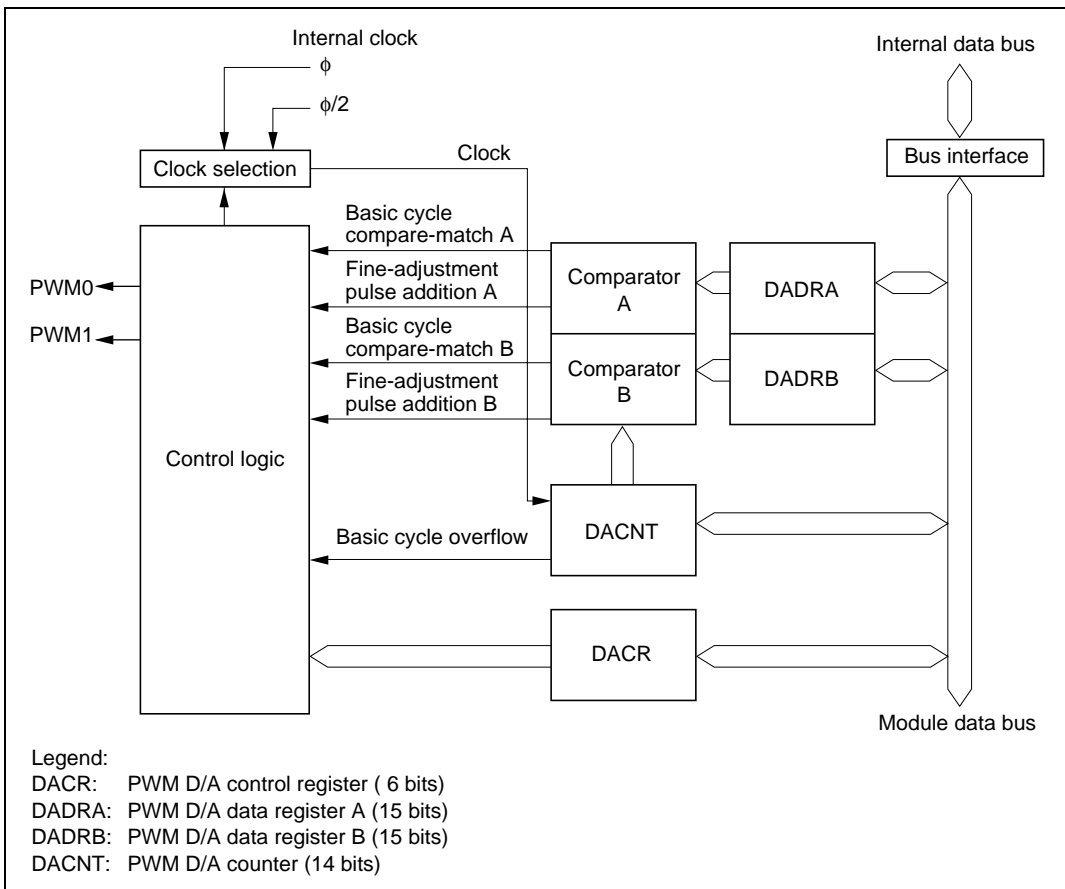 Internal clock
ϕ
ϕ/2
Internal data bus
Clock selection
Clock
Bus interface
Basic cycle
compare-match A
Fine-adjustment
pulse addition A
Basic cycle
compare-match B
Fine-adjustment
pulse addition B
Comparator
A
DADRA
PWM0
PWM1
Comparator
B
DADRB
Control logic
DACNT
Basic cycle overflow
DACR
Module data bus
Legend:
DACR: PWM D/A control register ( 6 bits)
DADRA: PWM D/A data register A (15 bits)
DADRB: PWM D/A data register B (15 bits)
DACNT: PWM D/A counter (14 bits)